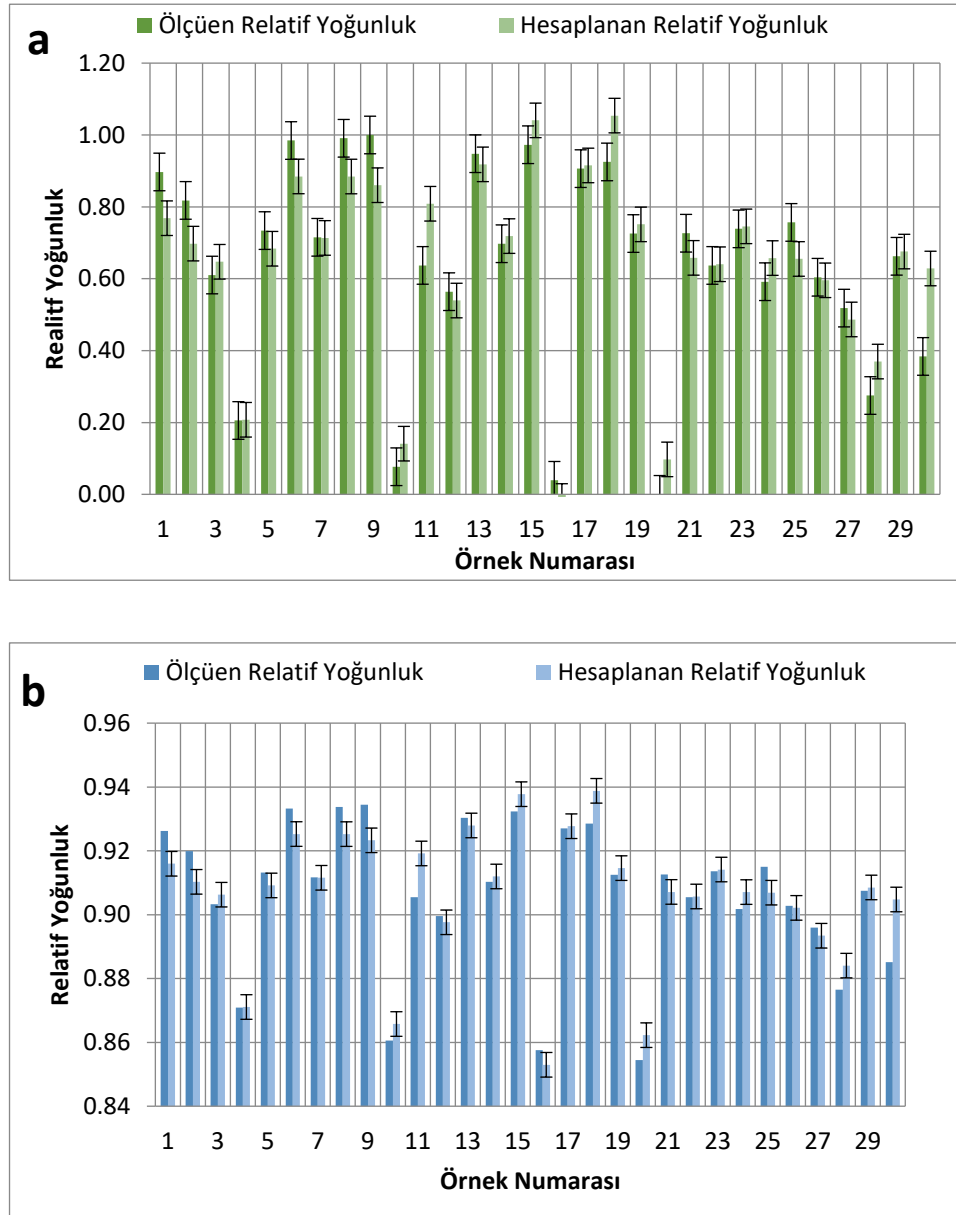 a
Ölçüen Relatif Yoğunluk Hesaplanan Relatif Yoğunluk
1.20
1.00
0.80
0.60
0.40
0.20
0.00
Realitf Yoğunluk
1 3 5 7 9 11 13 15 17 19 21 23 25 27 29
Örnek Numarası
b
Ölçüen Relatif Yoğunluk Hesaplanan Relatif Yoğunluk
0.96
0.94
0.92
0.90
0.88
0.86
0.84
Relatif Yoğunluk
1 3 5 7 9 11 13 15 17 19 21 23 25 27 29
Örnek Numarası